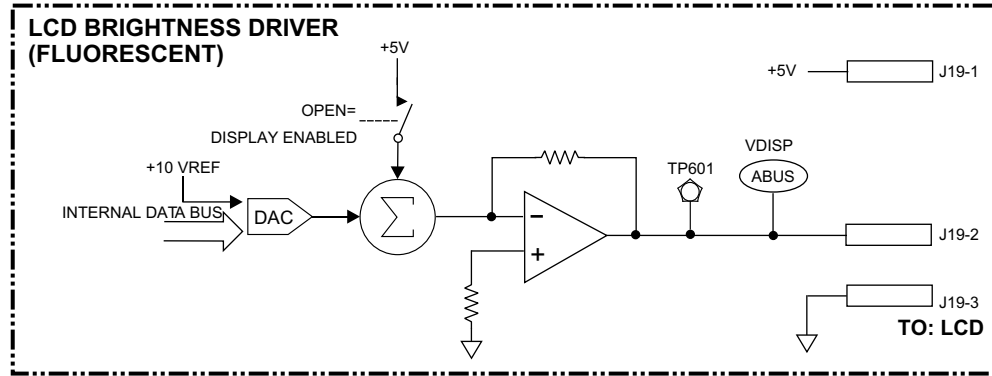 LCD BRIGHTNESS DRIVER
(FLUORESCENT)
+5V
+5V
J19-1
OPEN=
DISPLAY ENABLED
+10 VREF
INTERNAL DATA BUS
DAC
Σ
−
+
TP601
VDISP
ABUS
J19-2
J19-3
TO: LCD